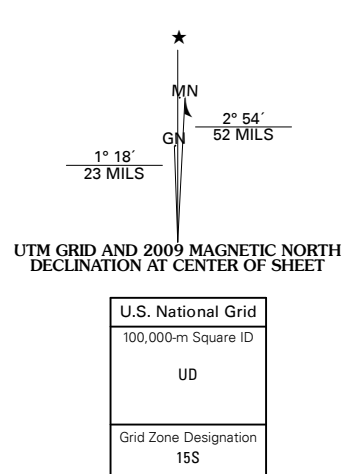 ★
MN
GN
2° 54´
52 MILS
1° 18´
23 MILS
UTM GRID AND 2009 MAGNETIC NORTH
DECLINATION AT CENTER OF SHEET
U.S. National Grid
100,000-m Square ID
UD
Grid Zone Designation
15S